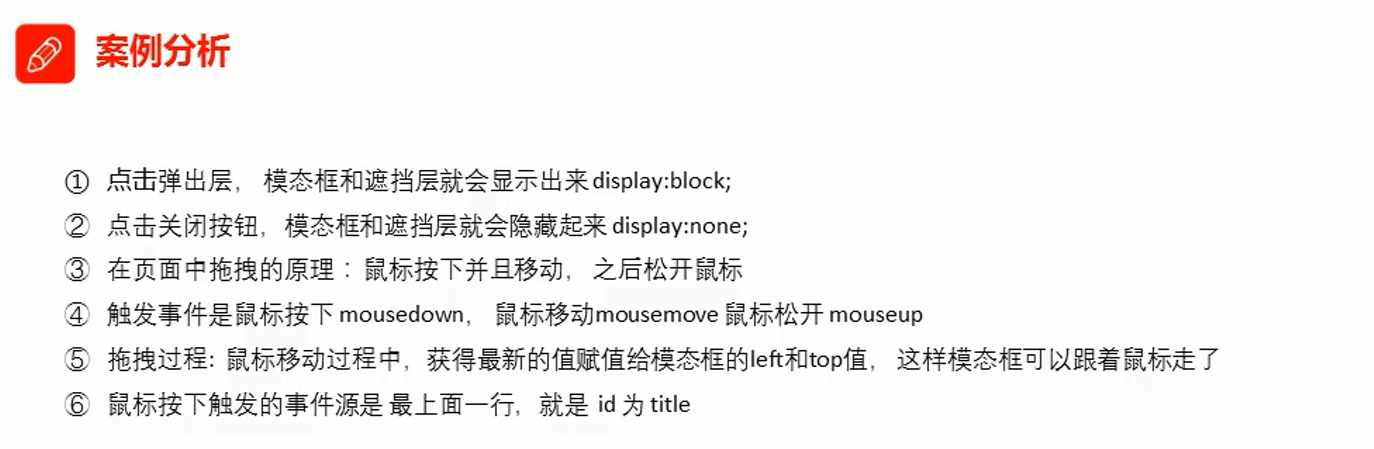 案例分析
① 点击弹出层， 模态框和遮挡层就会显示出来 display:block;
② 点击关闭按钮，模态框和遮挡层就会隐藏起来 display:none;
③ 在页面中拖拽的原理： 鼠标按下并且移动， 之后松开鼠标
④ 触发事件是鼠标按下 mousedown， 鼠标移动mousemove 鼠标松开 mouseup
⑤ 拖拽过程: 鼠标移动过程中，获得最新的值赋值给模态框的left和top值， 这样模态框可以跟着鼠标走了
⑥ 鼠标按下触发的事件源是 最上面一行，就是 id 为 title